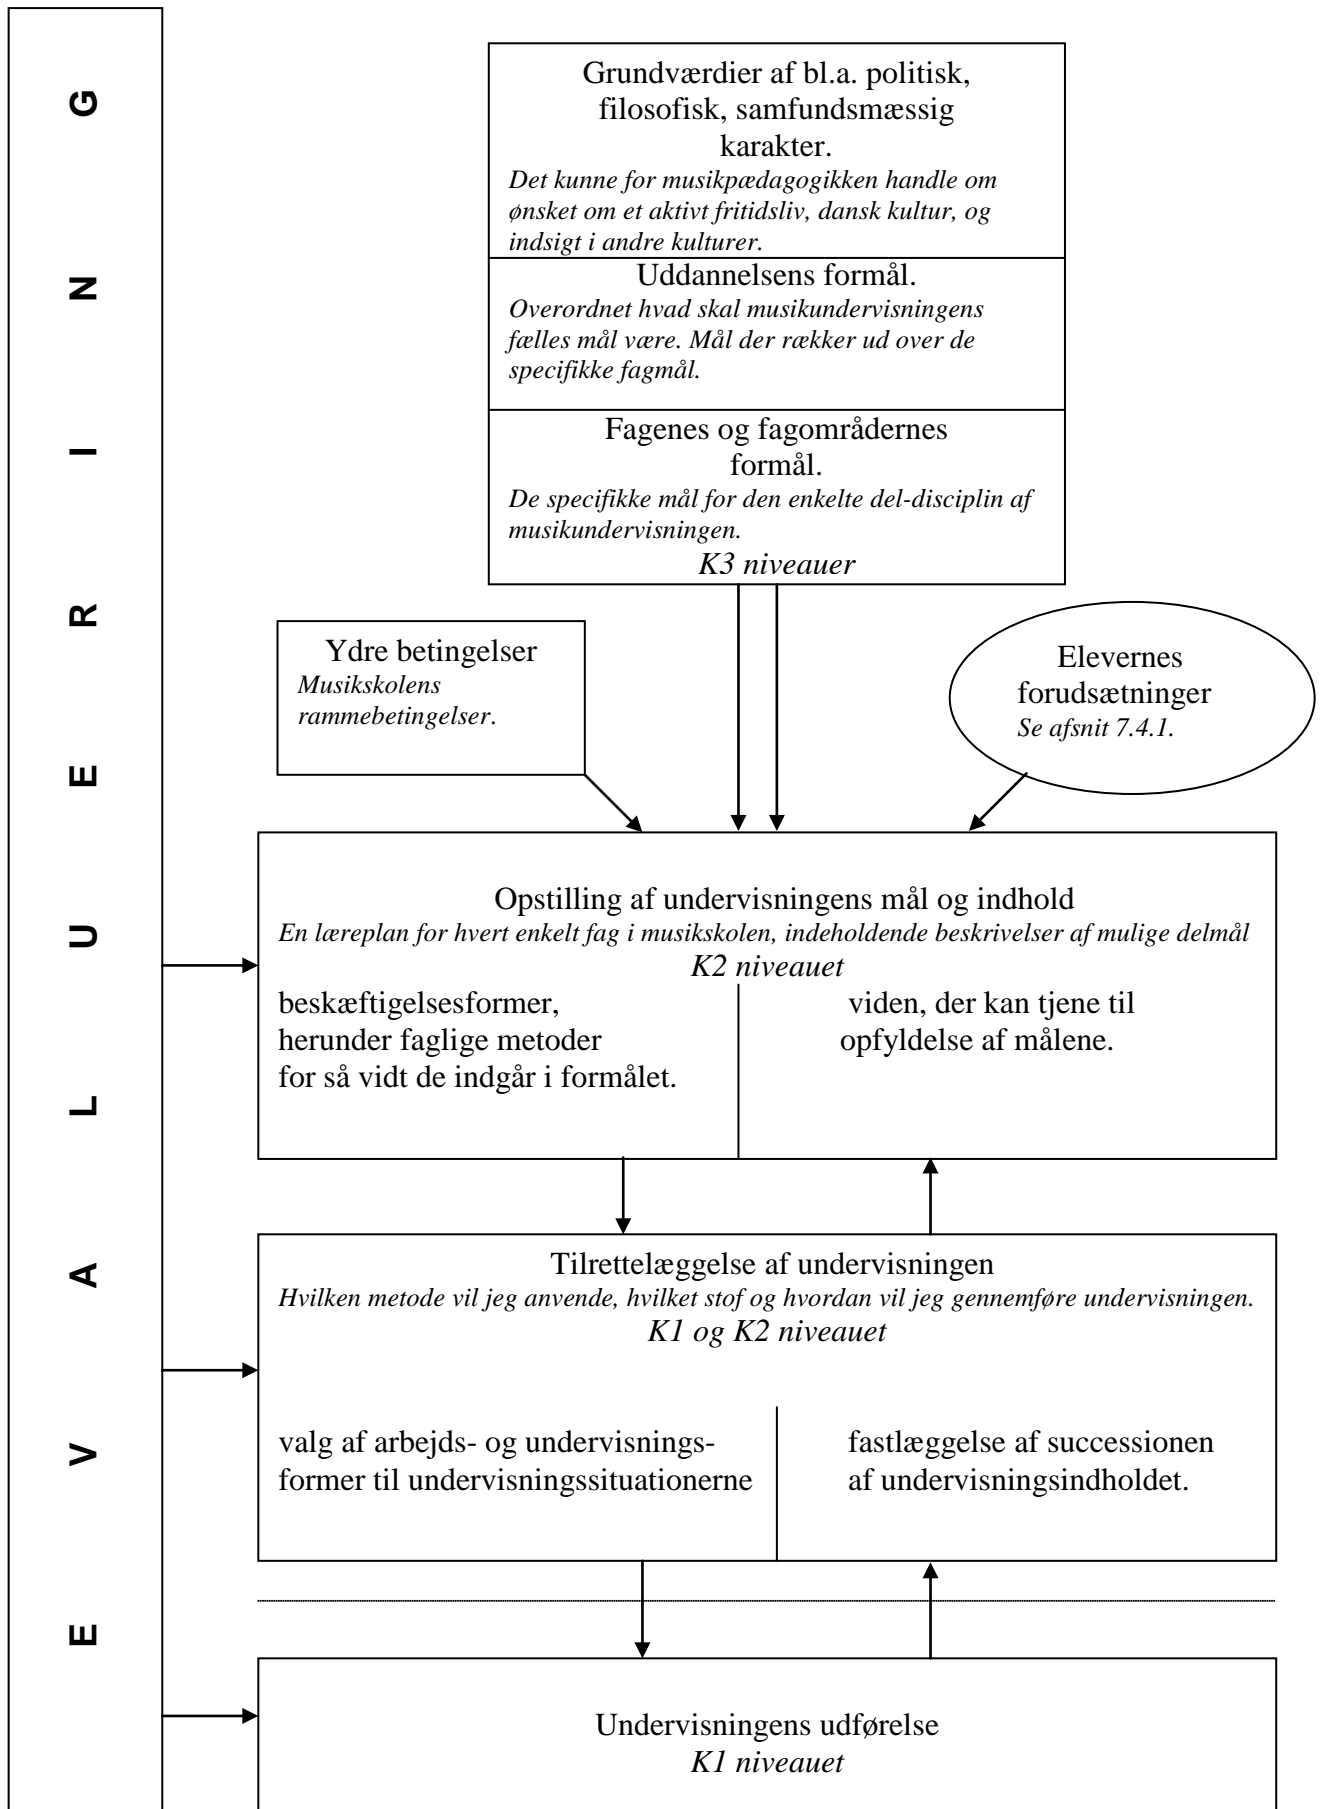 EVALUERING
Grundværdier af bl.a. politisk,
filosofisk, samfundsmæssig
karakter.
Det kunne for musikpædagogikken handle om
ønsket om et aktivt fritidsliv, dansk kultur, og
indsigt i andre kulturer.
Uddannelsens formål.
Overordnet hvad skal musikundervisningens
fælles mål være. Mål der rækker ud over de
specifikke fagmål.
Fagenes og fagområdernes
formål.
De specifikke mål for den enkelte del-disciplin af
musikundervisningen.
K3 niveauer
Ydre betingelser
Musikskolens
rammebetingelser.
Elevernes
forudsætninger
Se afsnit 7.4.1.
Opstilling af undervisningens mål og indhold
En læreplan for hvert enkelt fag i musikskolen, indeholdende beskrivelser af mulige delmål
K2 niveauet
beskæftigelsesformer,
herunder faglige metoder
for så vidt de indgår i formålet.
viden, der kan tjene til
opfyldelse af målene.
Tilrettelæggelse af undervisningen
Hvilken metode vil jeg anvende, hvilket stof og hvordan vil jeg gennemføre undervisningen.
K1 og K2 niveauet
valg af arbejds- og undervisnings-
former til undervisningssituationerne
fastlæggelse af successionen
af undervisningsindholdet.
Undervisningens udførelse
K1 niveauet